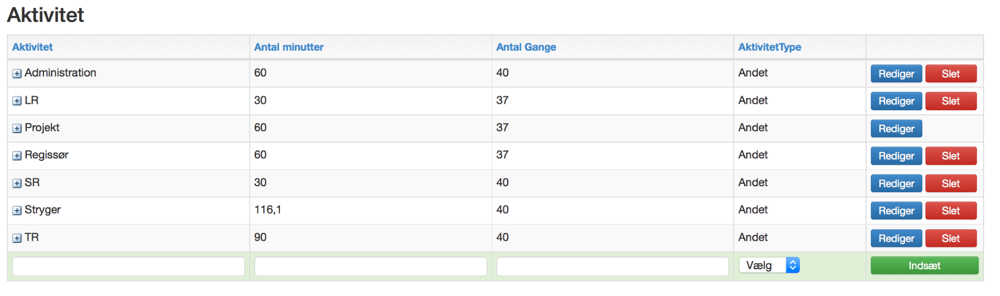 Aktivitet
Aktivitet Antal minutter Antal Gange AktivitetType
Administration 60 40 Andet Rediger Slet
LR 30 37 Andet Rediger Slet
Projekt 60 37 Andet Rediger
Regissør 60 37 Andet Rediger Slet
SR 30 40 Andet Rediger Slet
Stryger 116,1 40 Andet Rediger Slet
TR 90 40 Andet Rediger Slet
Vælg Indsæt